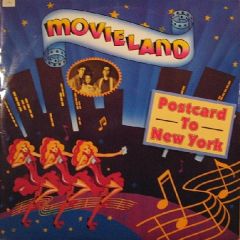 MOVIELAND
Postcard
To
New York